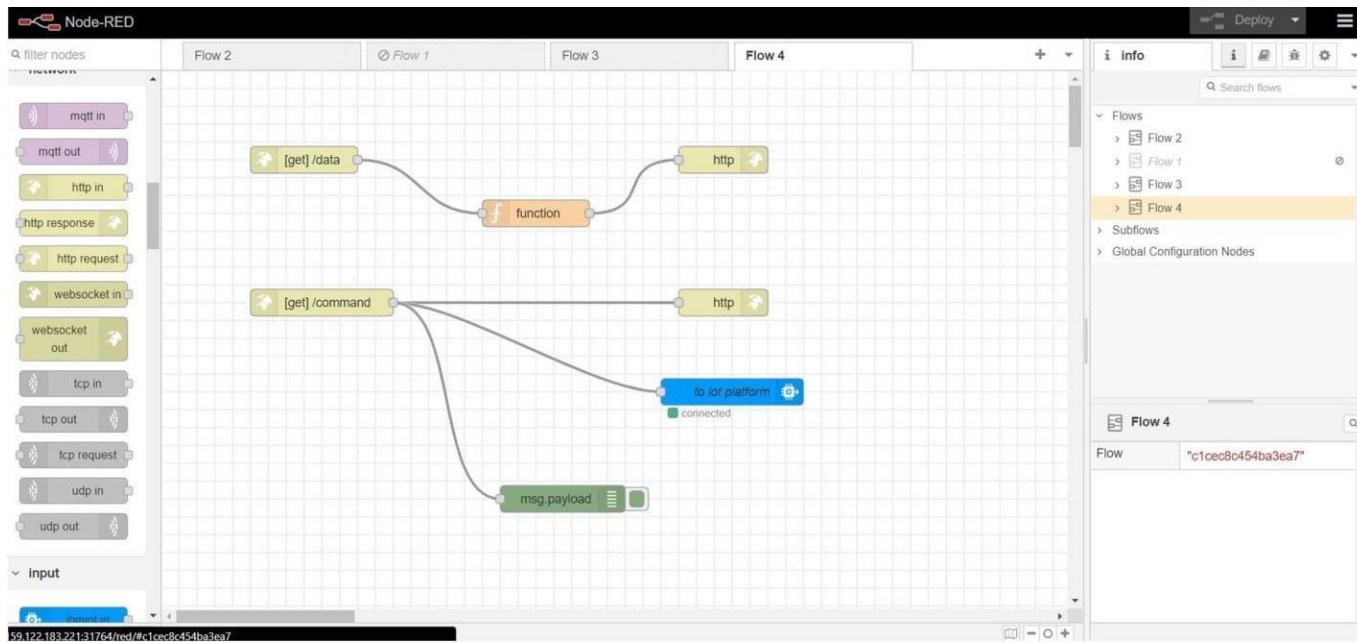 Node-RED
Deploy
filter nodes
Flow 2
Flow 1
Flow 3
Flow 4
info
i
network
mqtt in
mqtt out
http in
http response
http request
websocket in
websocket
out
tcp in
tcp out
tcp request
udp in
udp out
input
ibmiot in
[get] /data
function
http
[get] /command
http
to iot platform
connected
msg.payload
Search flows
Flows
Flow 2
Flow 1
Flow 3
Flow 4
Subflows
Global Configuration Nodes
Flow 4
Flow "c1cec8c454ba3ea7"
59.122.183.221:31764/red/#c1cec8c454ba3ea7